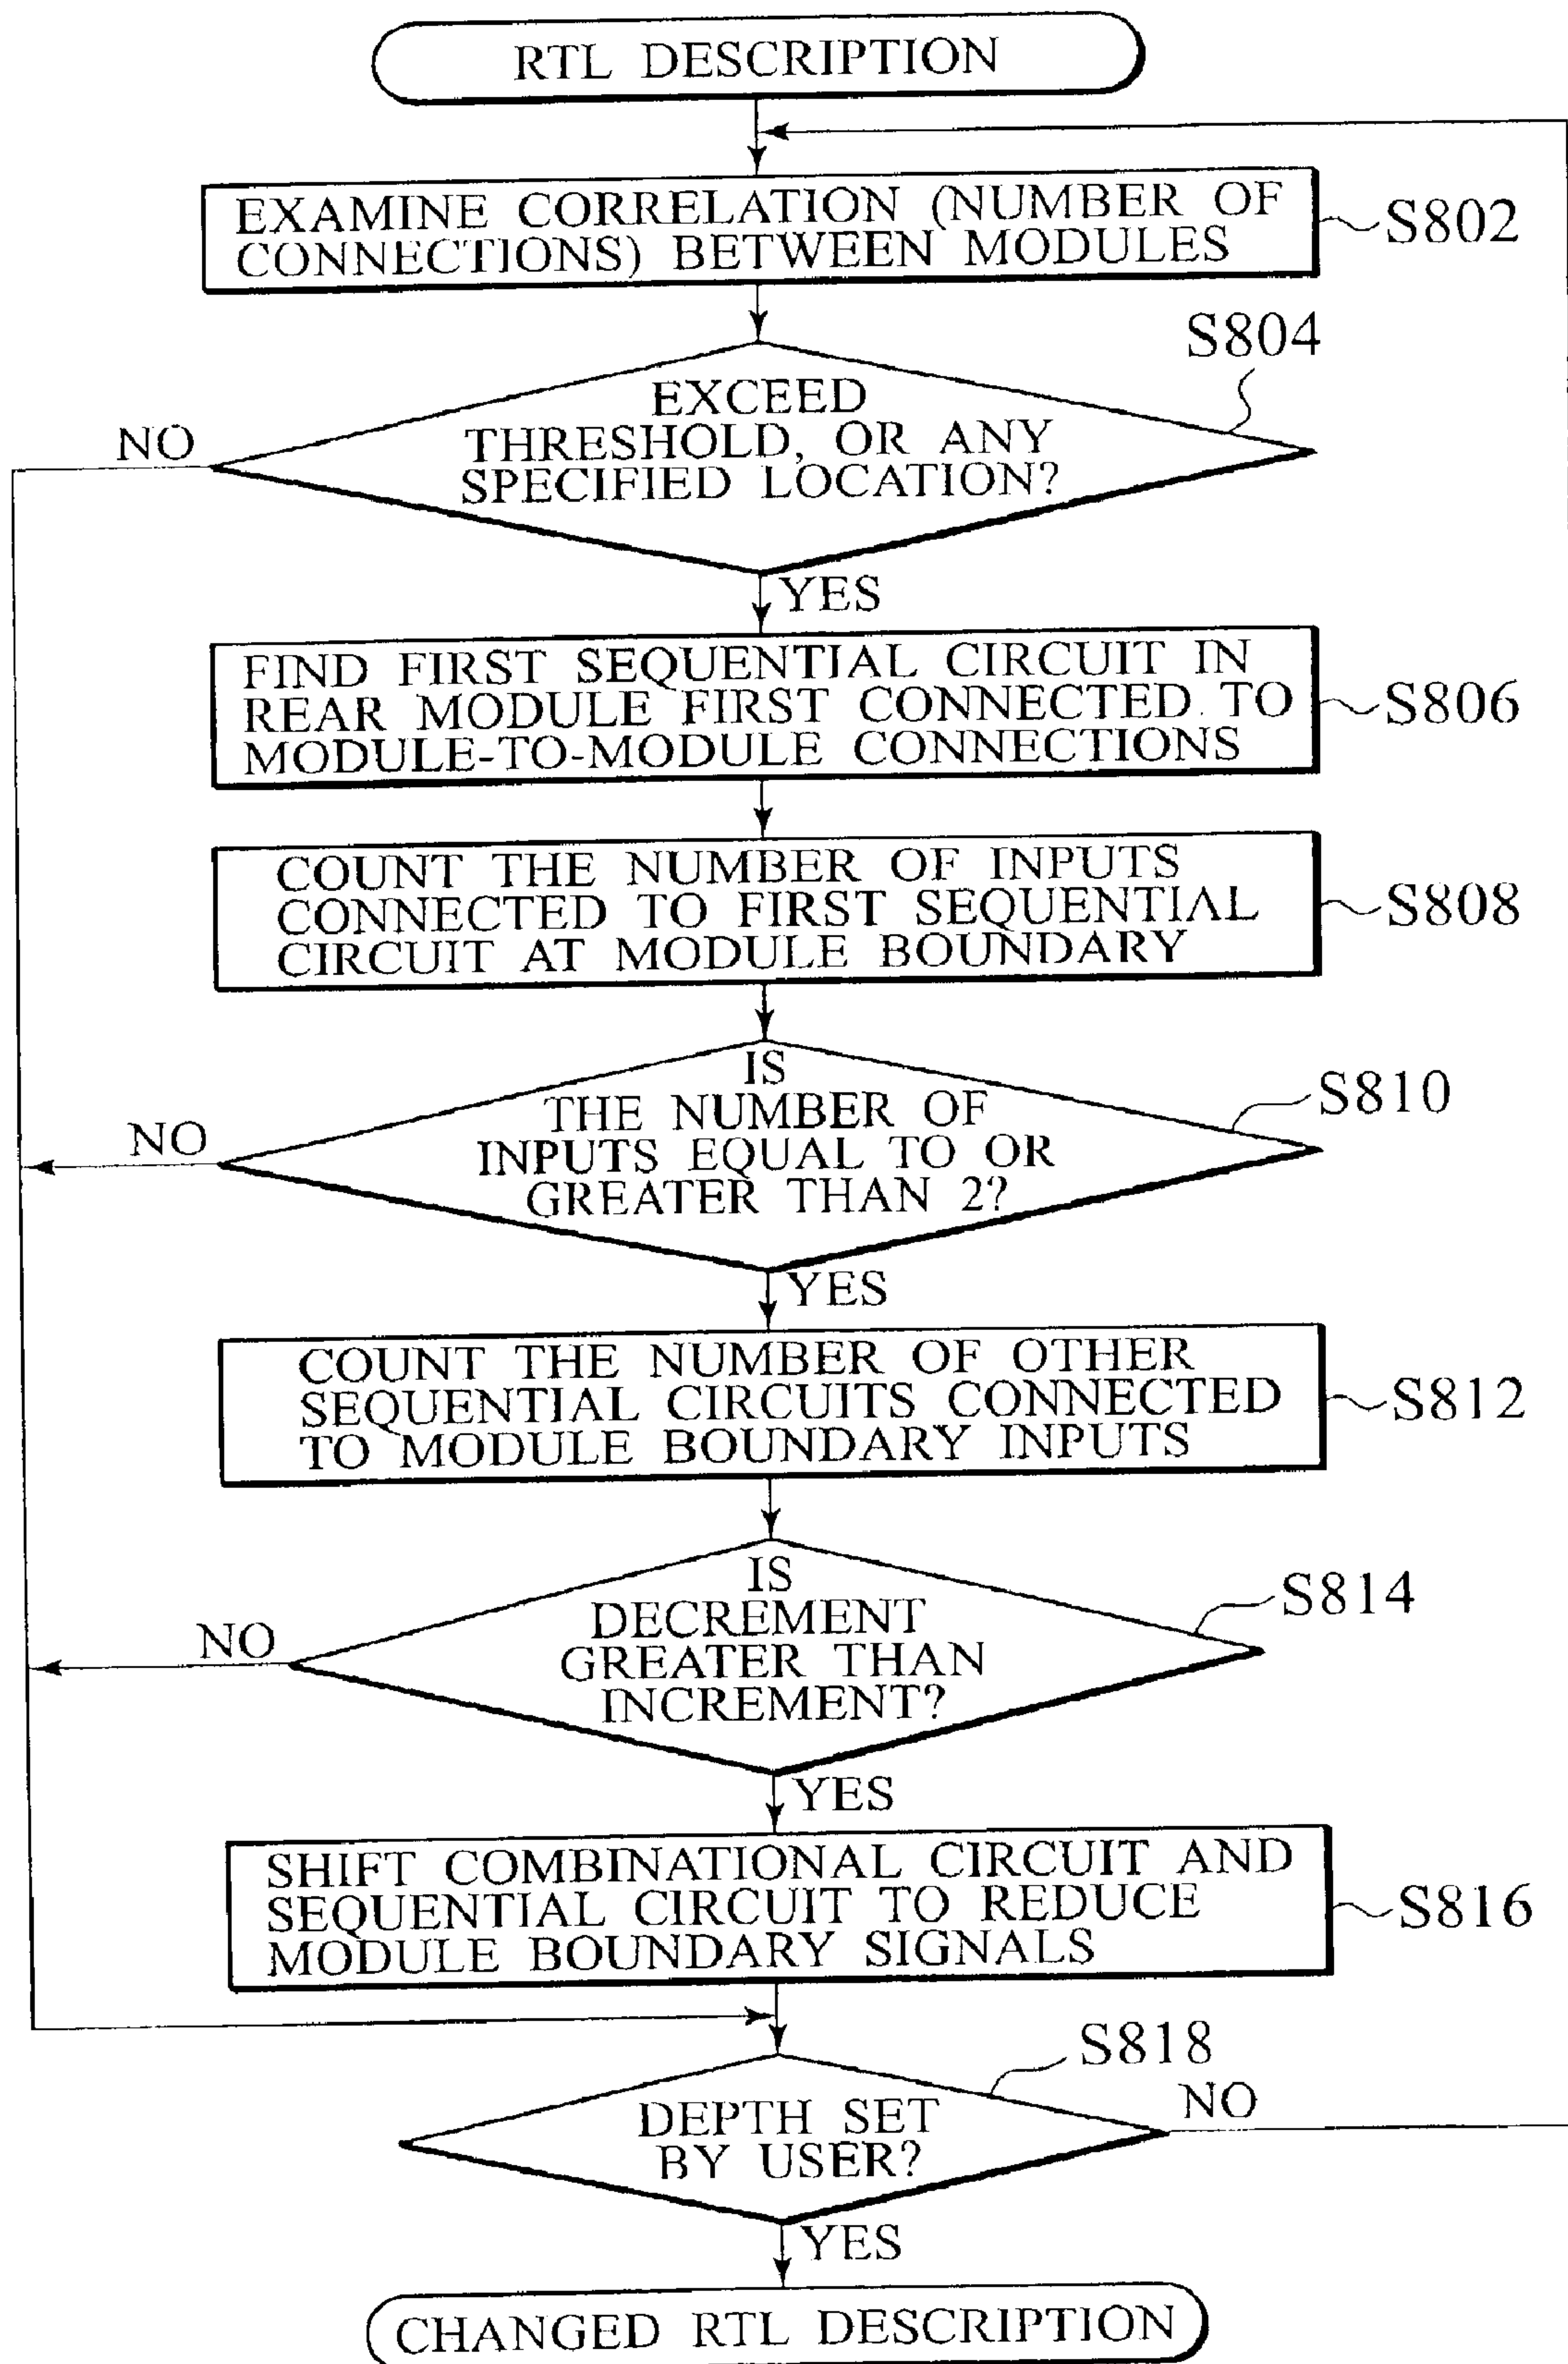 RTL DESCRIPTION
EXAMINE CORRELATION (NUMBER OF
CONNECTIONS) BETWEEN MODULES
S802
S804
EXCEED
THRESHOLD, OR ANY
SPECIFIED LOCATION?
NO
YES
FIND FIRST SEQUENTIAL CIRCUIT IN
REAR MODULE FIRST CONNECTED TO
MODULE-TO-MODULE CONNECTIONS
S806
COUNT THE NUMBER OF INPUTS
CONNECTED TO FIRST SEQUENTIAL
CIRCUIT AT MODULE BOUNDARY
S808
IS
THE NUMBER OF
INPUTS EQUAL TO OR
GREATER THAN 2?
S810
NO
YES
COUNT THE NUMBER OF OTHER
SEQUENTIAL CIRCUITS CONNECTED
TO MODULE BOUNDARY INPUTS
S812
IS
DECREMENT
GREATER THAN
INCREMENT?
S814
NO
YES
SHIFT COMBINATIONAL CIRCUIT AND
SEQUENTIAL CIRCUIT TO REDUCE
MODULE BOUNDARY SIGNALS
S816
S818
DEPTH SET
BY USER?
NO
YES
CHANGED RTL DESCRIPTION